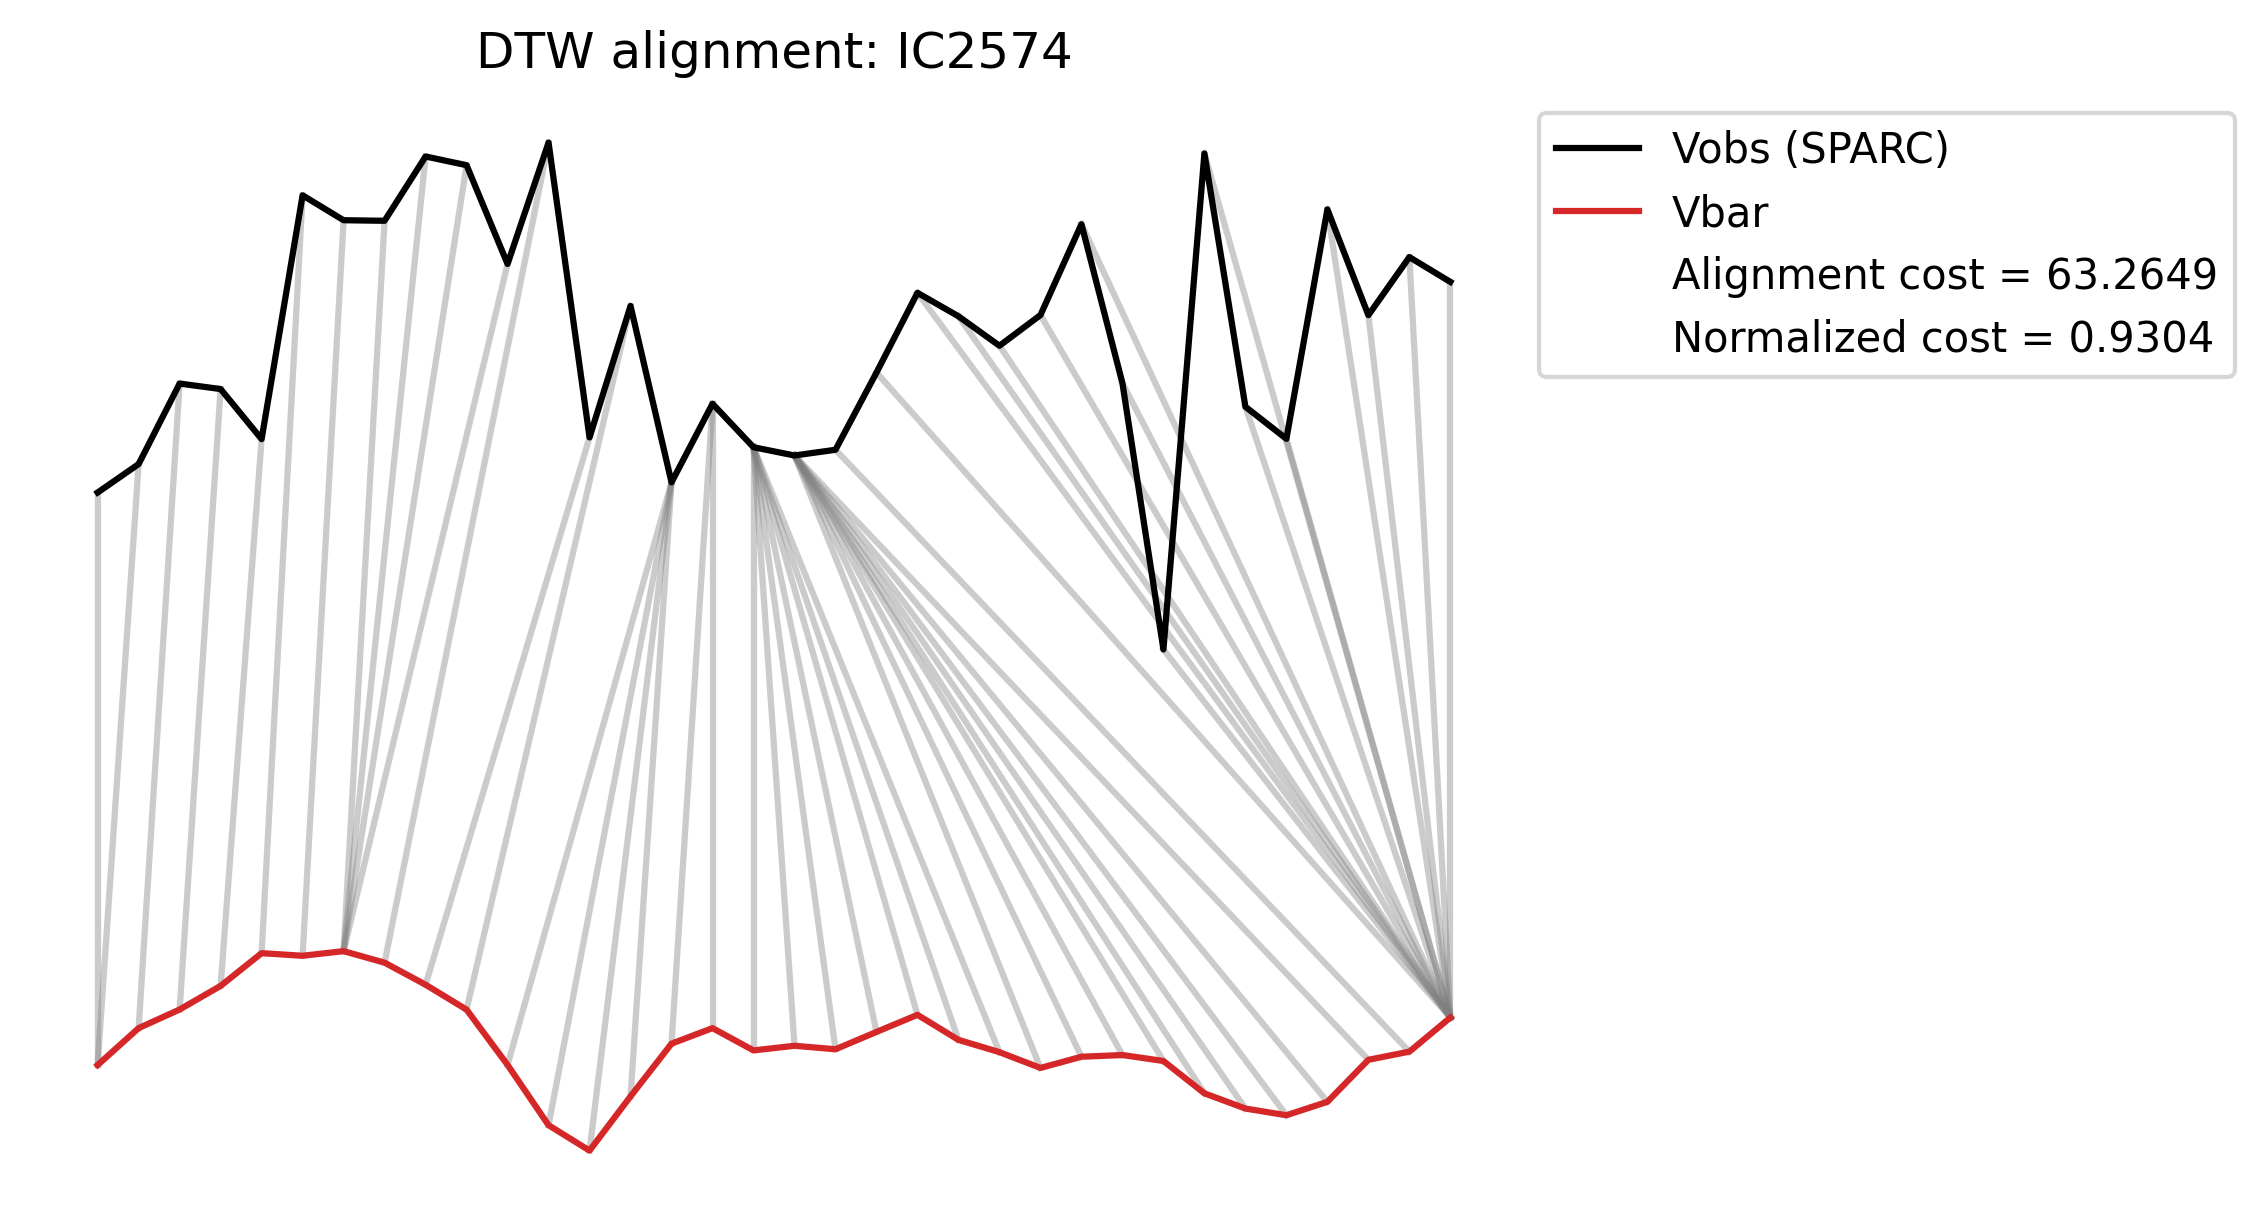 DTW alignment: IC2574
Vobs (SPARC)
Vbar
Alignment cost = 63.2649
Normalized cost = 0.9304